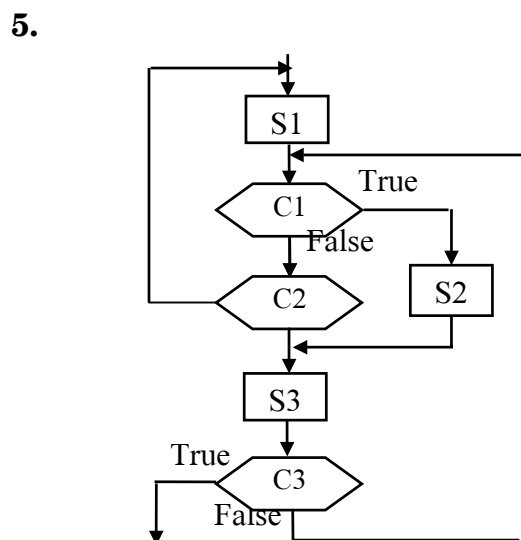 5.
S1
True
C1
False
C2
S2
S3
True
C3
False